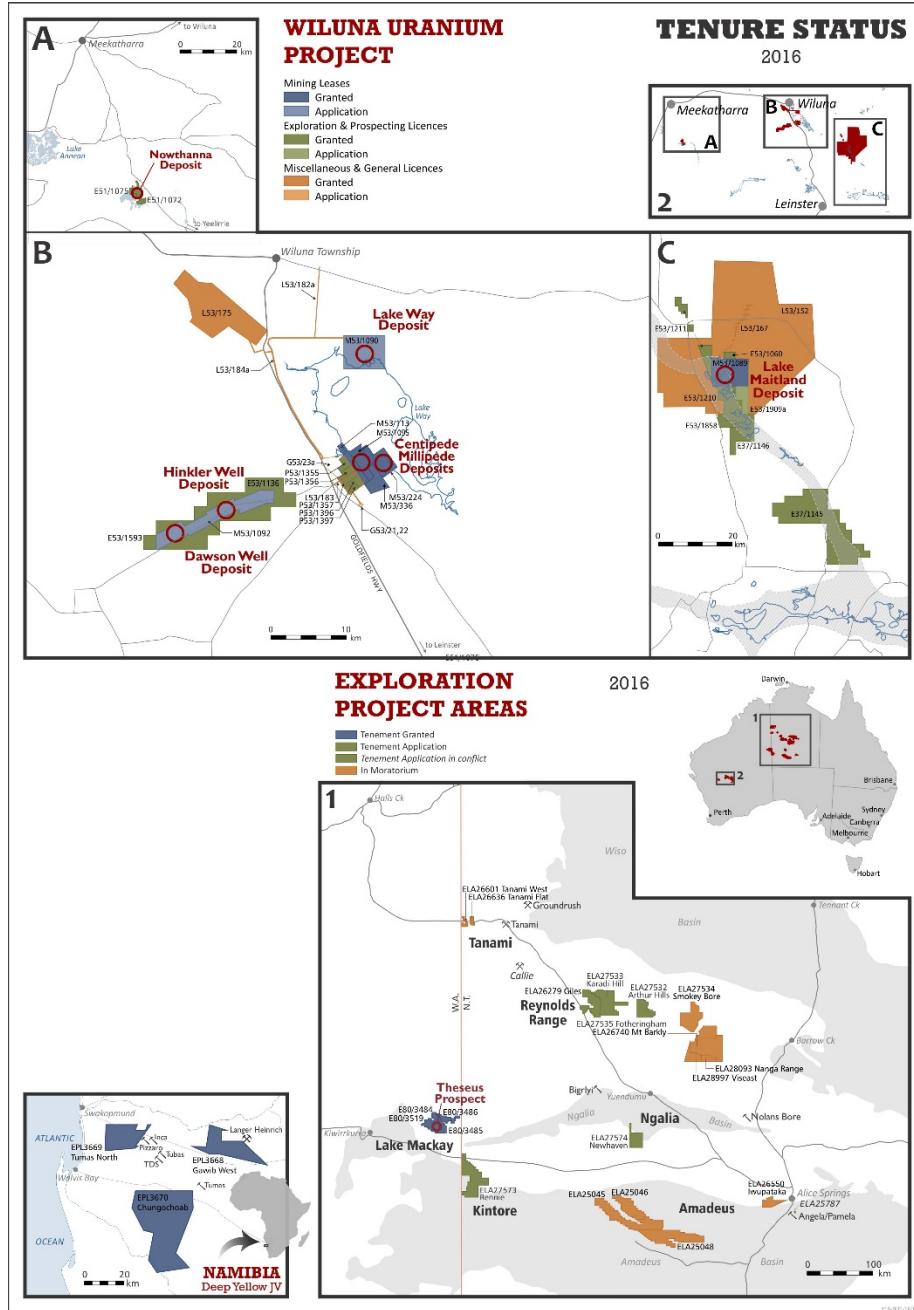 A
to Wiluna
Meekatharra
0 20
km
Lake
Annean
Nowthanna
Deposit
E51/1075
E51/1072
to Yeelirrie
WILUNA URANIUM
PROJECT
Mining Leases
Granted
Application
Exploration & Prospecting Licences
Granted
Application
Miscellaneous & General Licences
Granted
Application
TENURE STATUS
2016
Meekatharra
B
Wiluna
A
C
2
Leinster
B
Wiluna Township
L53/182a
L53/175
Lake Way
Deposit
M53/1090
L53/184a
Lake
Way
M53/113
M53/1095
Centipede
Millipede
Deposits
G53/23a
P53/1355
P53/1356
L53/183
P53/1357
P53/1396
P53/1397
M53/224
M53/336
G53/21,22
Hinkler Well
Deposit
E53/1136
M53/1092
E53/1593
Dawson Well
Deposit
GOLDFIELDS HWY
0 10
km
to Leinster
C
E53/1211
L53/167
L53/152
E53/1060
M53/1089
Lake
Maitland
Deposit
E53/1210
E53/1909a
E53/1858
E37/1146
E37/1145
0 20
km
EXPLORATION
PROJECT AREAS
2016
Tenement Granted
Tenement Application
Tenement Application in conflict
In Moratorium
Darwin
1
2
Brisbane
Perth
Adelaide
Sydney
Canberra
Melbourne
Hobart
1
Halls Ck
Wiso
Basin
ELA26601 Tanami West
ELA26636 Tanami Flat
Groundrush
Tanami
Tanami
Tennant Ck
Callie
W.A.
N.T.
ELA27533
Karadi Hill
ELA26279 Giles
ELA27532
Arthur Hills
ELA27534
Smokey Bore
Reynolds
Range
ELA27535 Fotheringham
ELA26740 Mt Barkly
Barrow Ck
ELA28093 Nanga Range
ELA28997 Viseast
Theseus
Prospect
E80/3484
E80/3486
E80/3519
E80/3485
Kiwirrkurra
Lake Mackay
Bigrlyi
Yuendumu
Ngalia
Ngalia
Basin
Nolans Bore
ELA27574
Newhaven
ELA27573
Rennie
Kintore
ELA25045
ELA25046
Amadeus
ELA26550
Iwupataka
Alice Springs
ELA25787
Angela/Pamela
ELA25048
Amadeus
Basin
0 100
km
Swakopmund
ATLANTIC
EPL3669
Tumas North
Inca
Pizzaro
Tubas
TDS
Langer Heinrich
EPL3668
Gawib West
Walvis Bay
Tumas
EPL3670
Chungochoab
OCEAN
0 20
km
NAMIBIA
Deep Yellow JV